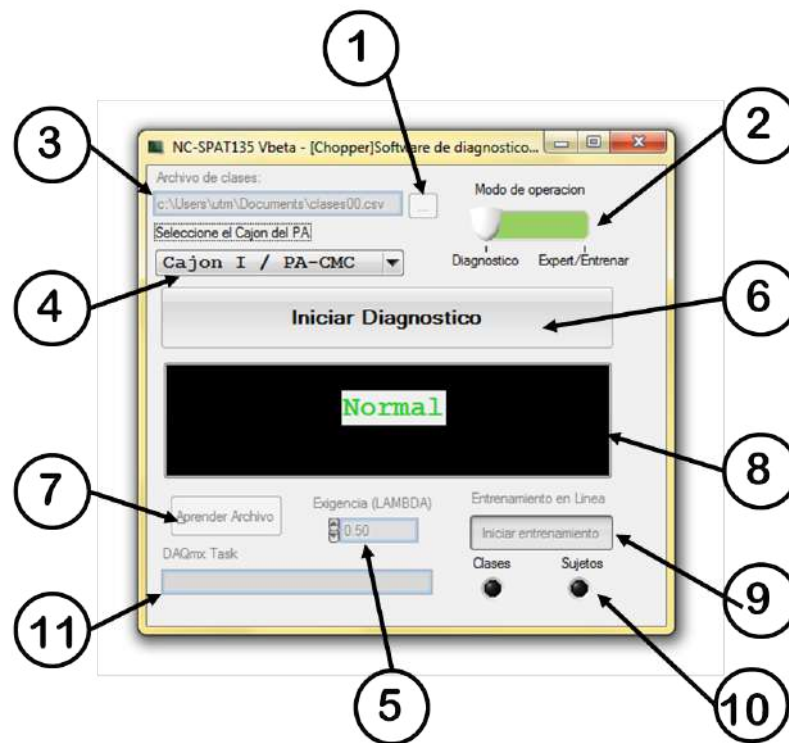 1
NC-SPAT135 Vbeta - [Chopper]Software de diagnostico...
2
3
Archivo de clases:
c:\Users\utm\Documents\clases00.csv
...
Modo de operacion
Seleccione el Cajon del PA
Diagnostico Expert/Entrenar
4
Cajon I / PA-CMC
6
Iniciar Diagnostico
Normal
8
7
Aprender Archivo
Exigencia (LAMBDA)
0.50
Entrenamiento en Linea
Iniciar entrenamiento
DAQmx Task
Clases Sujetos
9
11
5
10